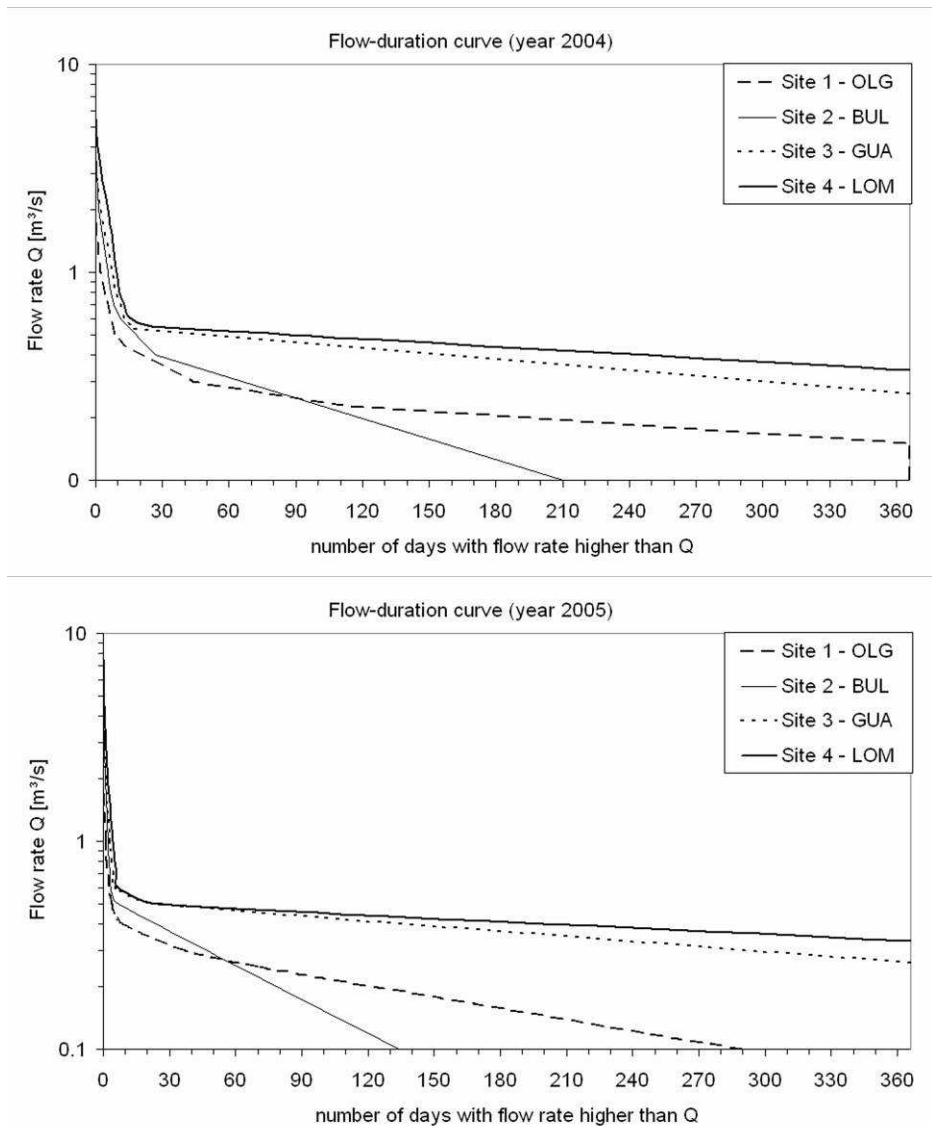 Flow-duration curve (year 2004)
10
1
0
Flow rate Q [m³/s]
Site 1 - OLG
Site 2 - BUL
Site 3 - GUA
Site 4 - LOM
0 30 60 90 120 150 180 210 240 270 300 330 360
number of days with flow rate higher than Q
Flow-duration curve (year 2005)
10
1
0.1
Flow rate Q [m³/s]
Site 1 - OLG
Site 2 - BUL
Site 3 - GUA
Site 4 - LOM
0 30 60 90 120 150 180 210 240 270 300 330 360
number of days with flow rate higher than Q